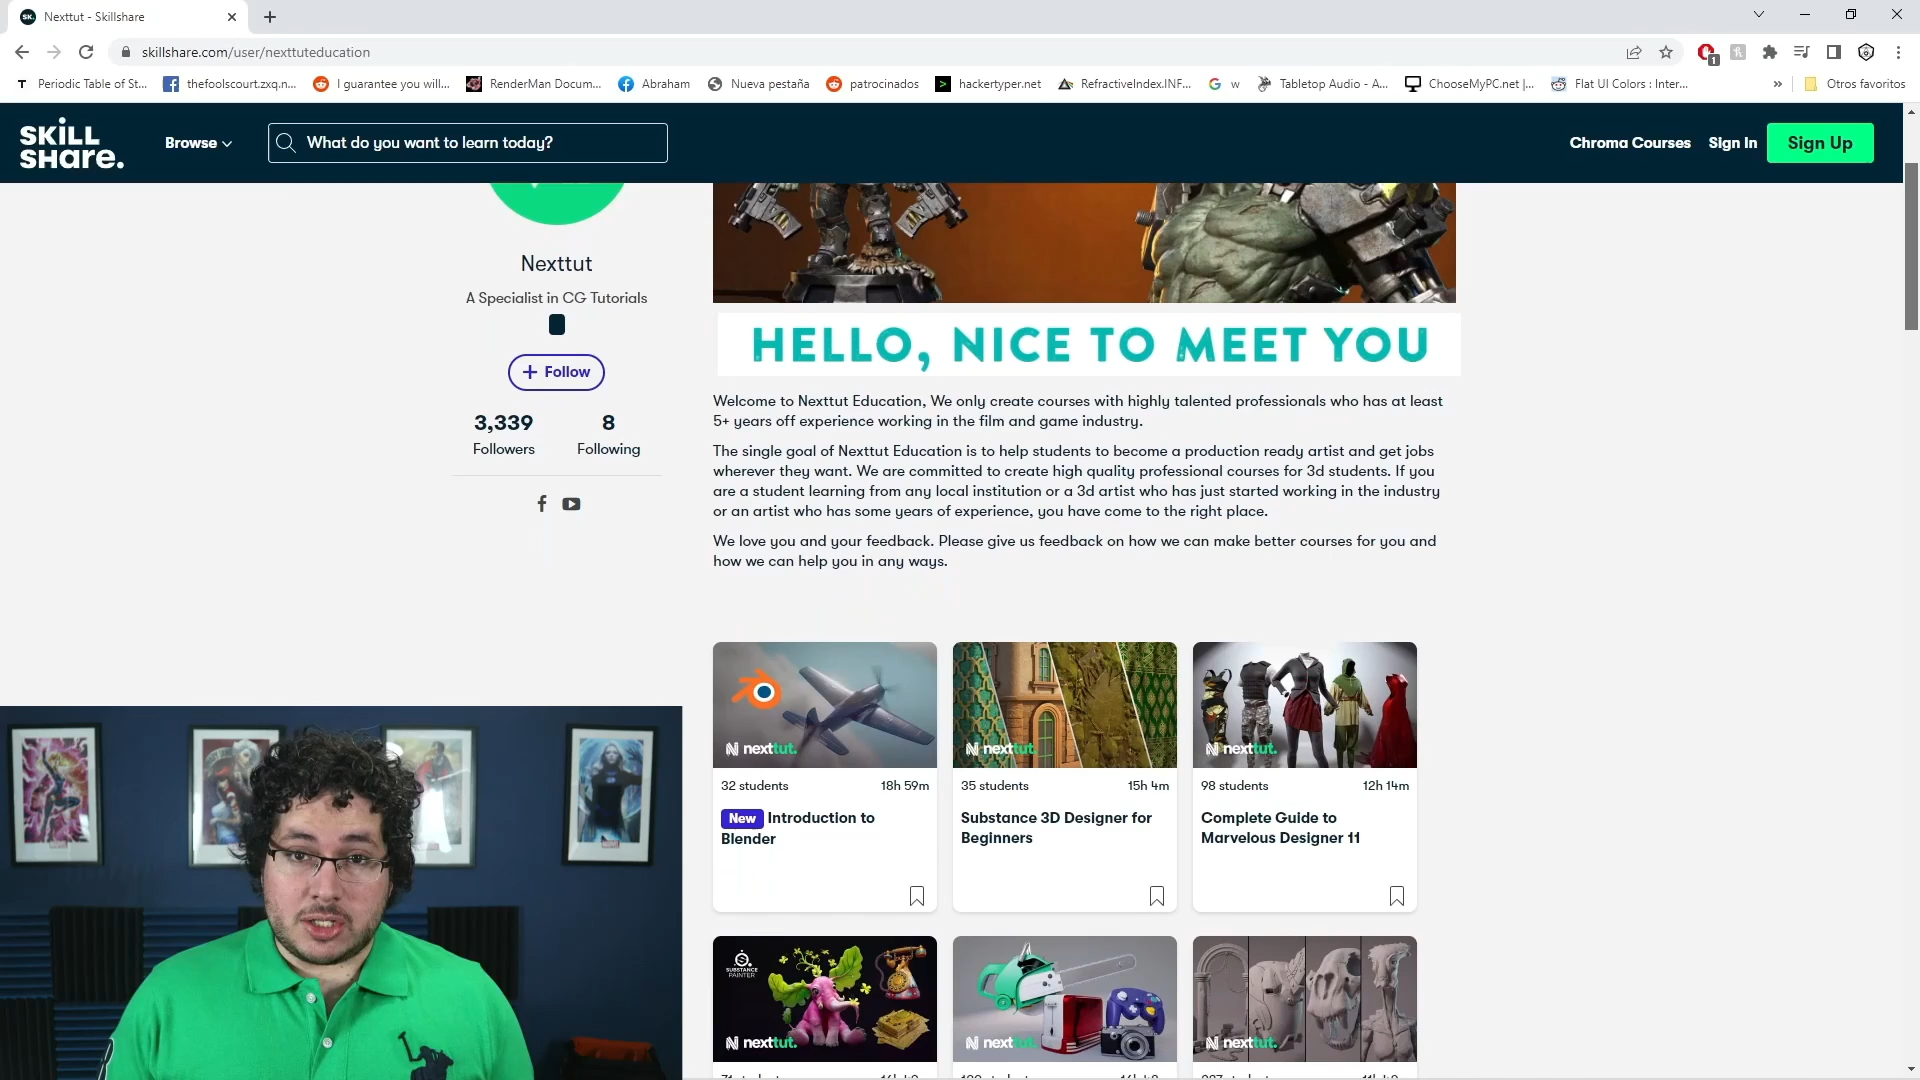 Nexttut - Skillshare
skillshare.com/user/nexttuteducation
1
Periodic Table of St...
thefoolscourt.zxq.n...
I guarantee you will...
RenderMan Docum...
Abraham
Nueva pestaña
patrocinados
hackertyper.net
RefractiveIndex.INF...
w
Tabletop Audio - A...
ChooseMyPC.net |...
Flat UI Colors : Inter...
»
Otros favoritos
SKILL
SHare.
Browse
What do you want to learn today?
Chroma Courses
Sign In
Sign Up
Nexttut
A Specialist in CG Tutorials
+ Follow
3,339
Followers
8
Following
HELLO, NICE TO MEET YOU
Welcome to Nexttut Education, We only create courses with highly talented professionals who has at least
5+ years off experience working in the film and game industry.
The single goal of Nexttut Education is to help students to become a production ready artist and get jobs
wherever they want. We are committed to create high quality professional courses for 3d students. If you
are a student learning from any local institution or a 3d artist who has just started working in the industry
or an artist who has some years of experience, you have come to the right place.
We love you and your feedback. Please give us feedback on how we can make better courses for you and
how we can help you in any ways.
nexttut.
32 students
18h 59m
New Introduction to
Blender
nexttut.
35 students
15h 4m
Substance 3D Designer for
Beginners
nexttut.
98 students
12h 14m
Complete Guide to
Marvelous Designer 11
SUBSTANCE
PAINTER
nexttut.
nexttut.
nexttut.